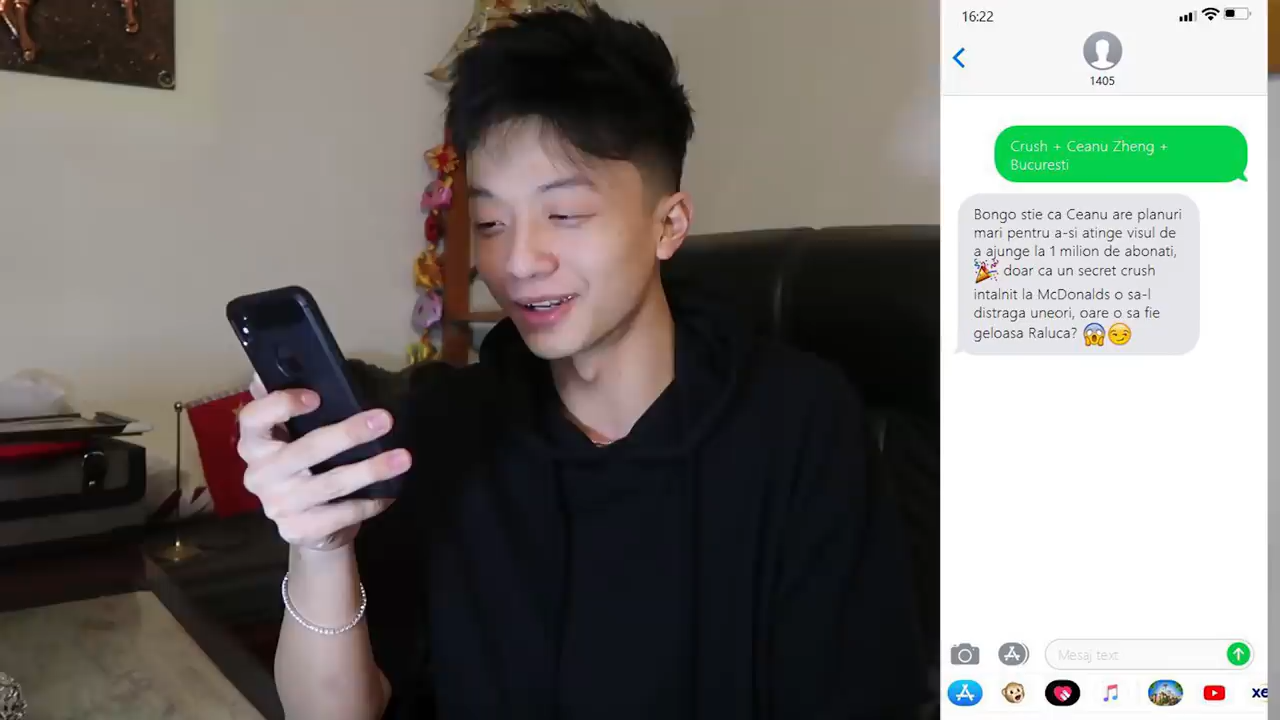 16:22
1405
Crush + Ceanu Zheng +
Bucuresti
Bongo stie ca Ceanu are planuri
mari pentru a-si atinge visul de
a ajunge la 1 milion de abonati,
🎉 doar ca un secret crush
intalnit la McDonalds o sa-l
distraga uneori, oare o sa fie
geloasa Raluca? 😱😏
Mesaj text
xe